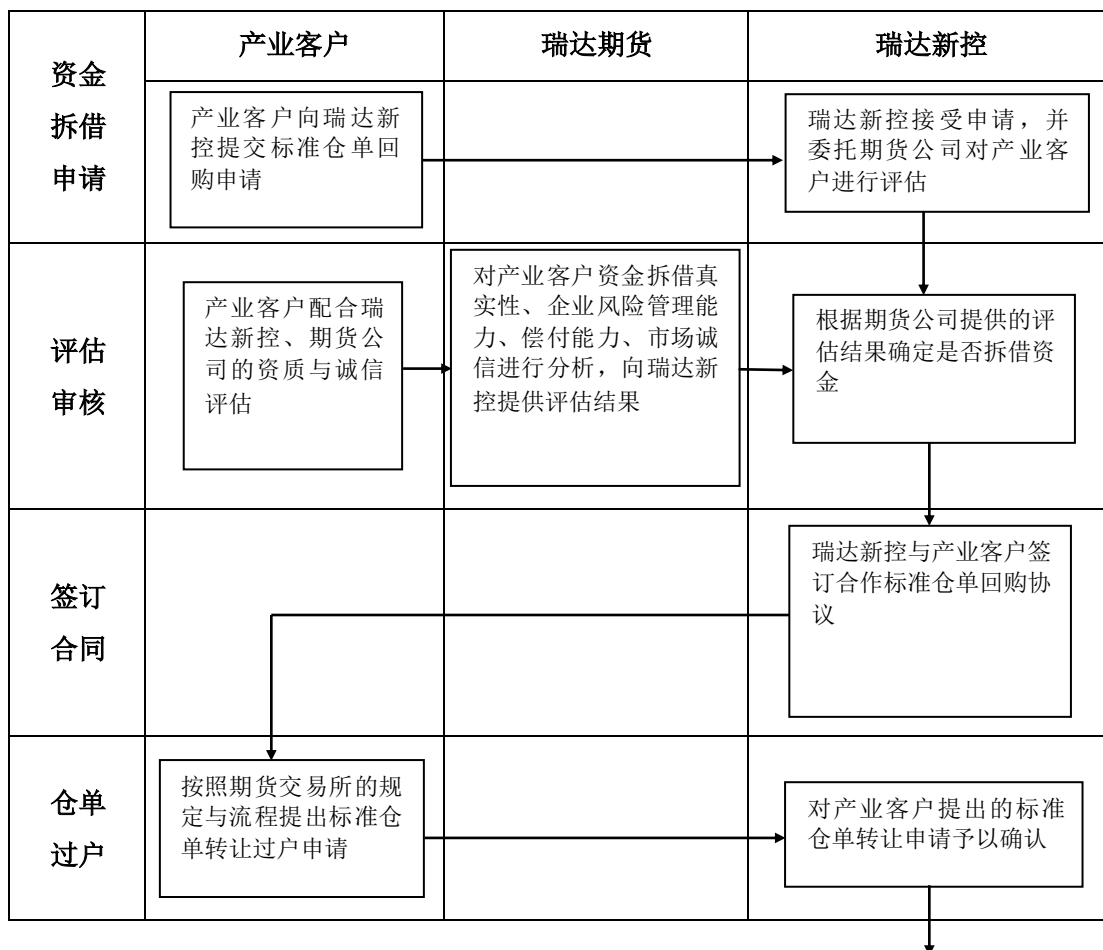 产业客户
瑞达期货
瑞达新控
资金
拆借
申请
产业客户向瑞达新
控提交标准仓单回
购申请
瑞达新控接受申请，并
委托期货公司对产业客
户进行评估
评估
审核
产业客户配合瑞
达新控、期货公
司的资质与诚信
评估
对产业客户资金拆借真
实性、企业风险管理能
力、偿付能力、市场诚
信进行分析，向瑞达新
控提供评估结果
根据期货公司提供的评
估结果确定是否拆借资
金
签订
合同
瑞达新控与产业客户签
订合作标准仓单回购协
议
仓单
过户
按照期货交易所的规
定与流程提出标准仓
单转让过户申请
对产业客户提出的标准
仓单转让申请予以确认